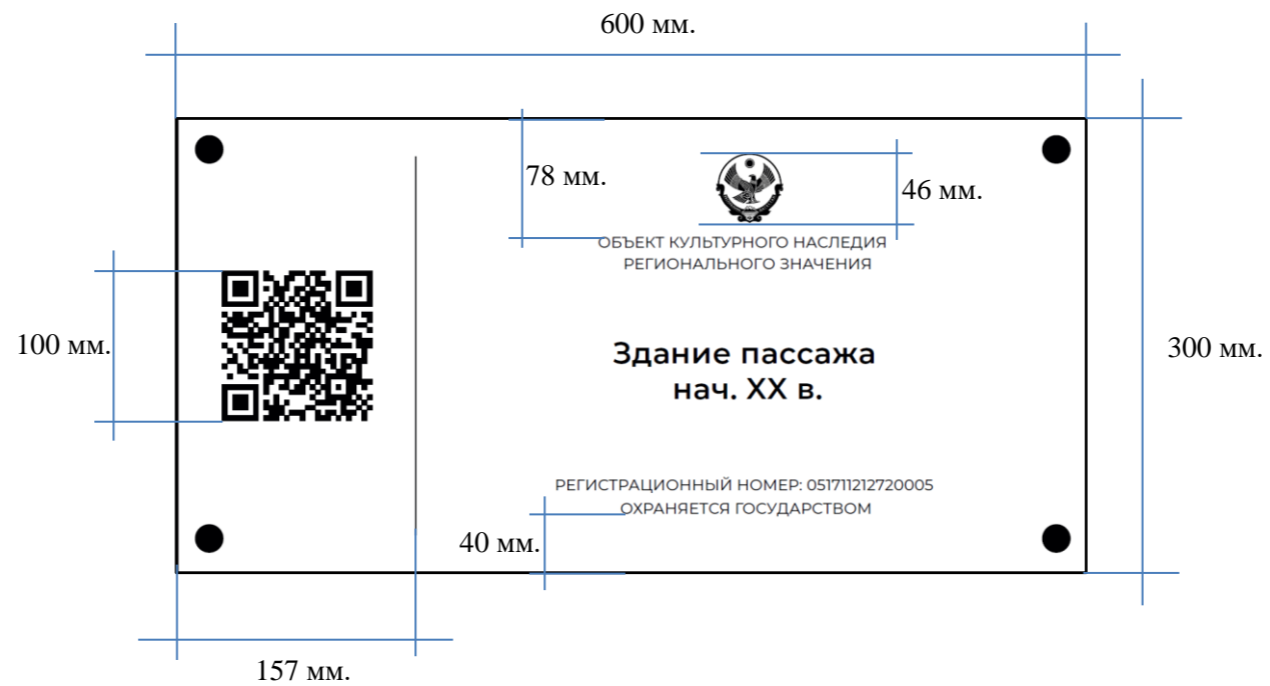 600 мм.
78 мм.
46 мм.
ОБЪЕКТ КУЛЬТУРНОГО НАСЛЕДИЯ
РЕГИОНАЛЬНОГО ЗНАЧЕНИЯ
100 мм.
300 мм.
Здание пассажа
нач. XX в.
РЕГИСТРАЦИОННЫЙ НОМЕР: 051711212720005
ОХРАНЯЕТСЯ ГОСУДАРСТВОМ
40 мм.
157 мм.